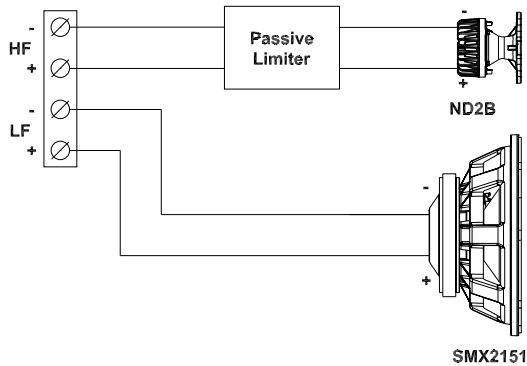 -
HF
+
-
LF
+
Passive
Limiter
-
+
ND2B
-
+
SMX2151